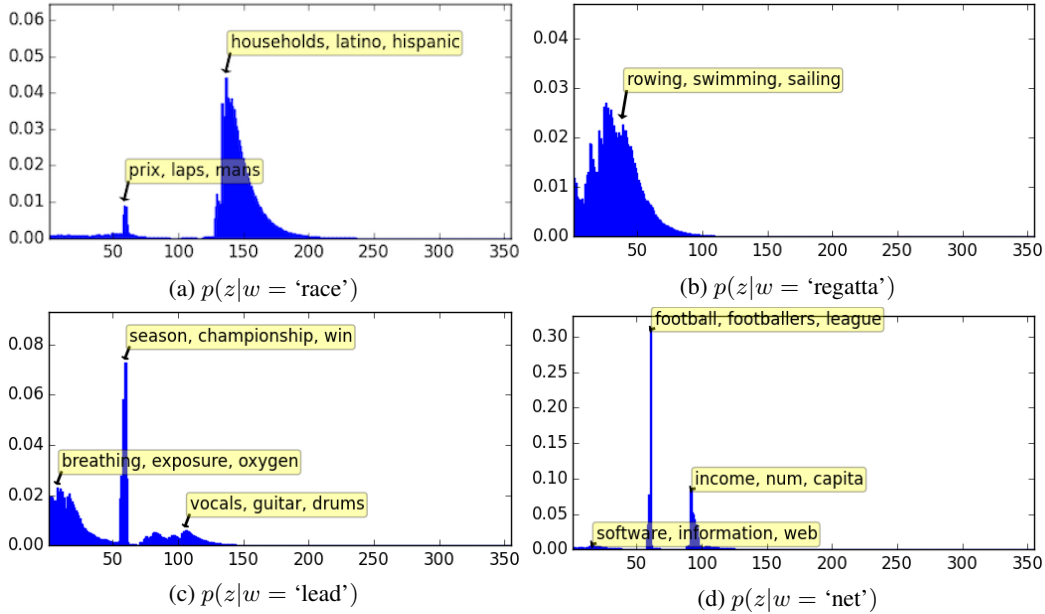 0.06
0.05
0.04
0.03
0.02
0.01
0.00
households, latino, hispanic
prix, laps, mans
50 100 150 200 250 300 350
(a) p(z|w = ‘race’)
0.04
0.03
0.02
0.01
0.00
rowing, swimming, sailing
50 100 150 200 250 300 350
(b) p(z|w = ‘regatta’)
0.08
0.06
0.04
0.02
0.00
season, championship, win
breathing, exposure, oxygen
vocals, guitar, drums
50 100 150 200 250 300 350
(c) p(z|w = ‘lead’)
0.30
0.25
0.20
0.15
0.10
0.05
0.00
football, footballers, league
income, num, capita
software, information, web
50 100 150 200 250 300 350
(d) p(z|w = ‘net’)